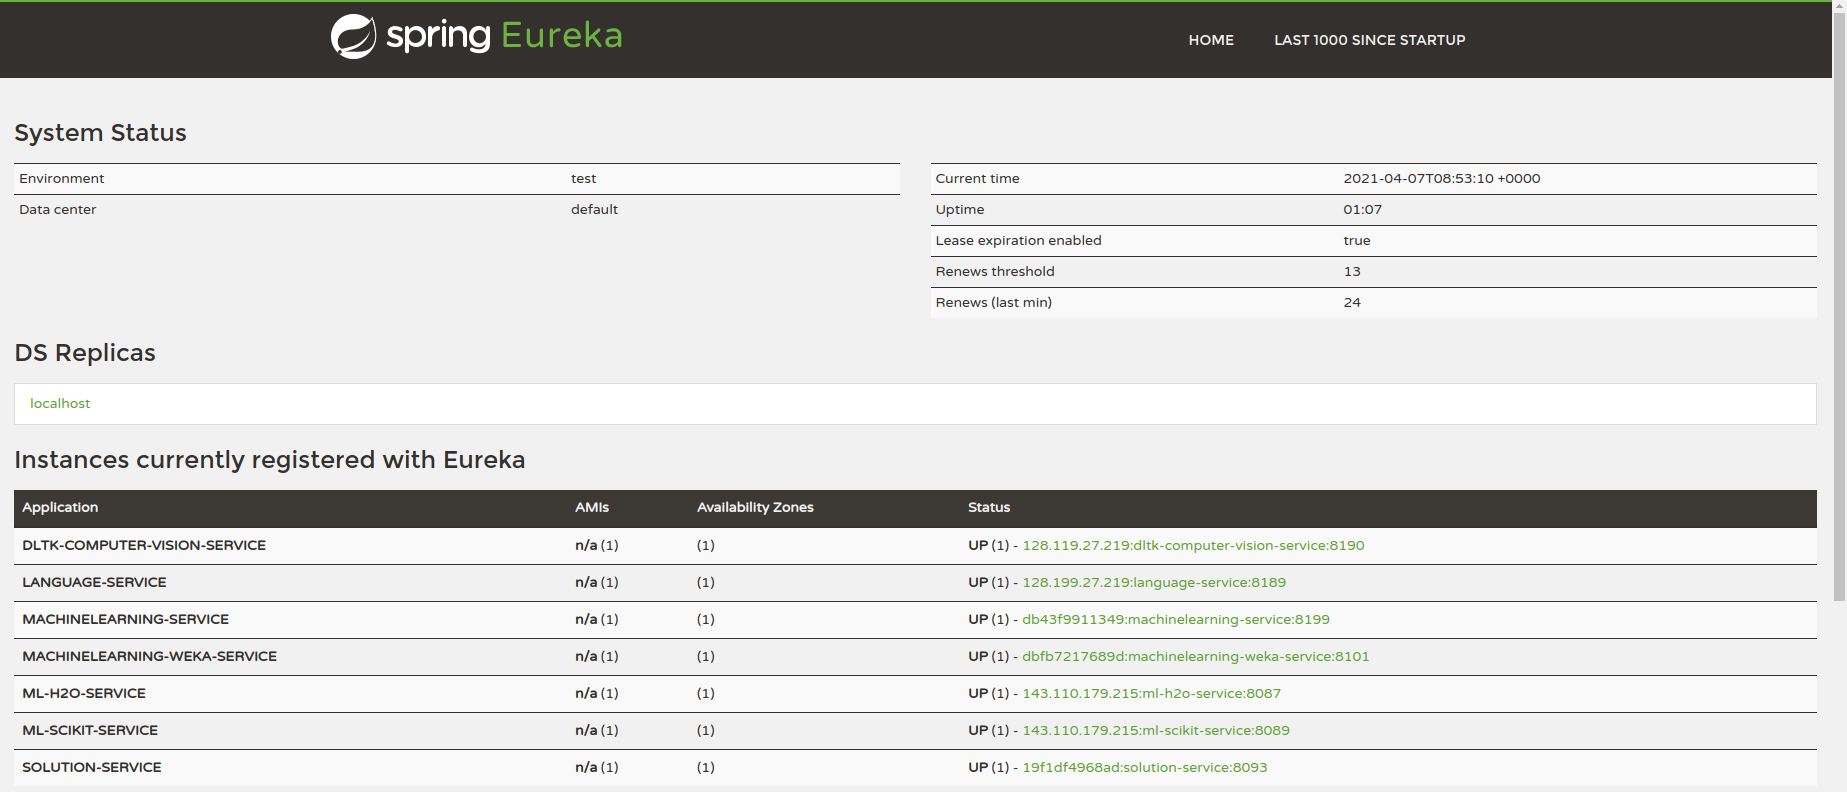 spring Eureka
HOME LAST 1000 SINCE STARTUP
System Status
Environment test
Data center default
Current time 2021-04-07T08:53:10 +0000
Uptime 01:07
Lease expiration enabled true
Renews threshold 13
Renews (last min) 24
DS Replicas
localhost
Instances currently registered with Eureka
Application AMIs Availability Zones Status
DLTK-COMPUTER-VISION-SERVICE n/a (1) (1) UP (1) - 128.119.27.219:dltk-computer-vision-service:8190
LANGUAGE-SERVICE n/a (1) (1) UP (1) - 128.199.27.219:language-service:8189
MACHINELEARNING-SERVICE n/a (1) (1) UP (1) - db43f9911349:machinelearning-service:8199
MACHINELEARNING-WEKA-SERVICE n/a (1) (1) UP (1) - dbfb7217689d:machinelearning-weka-service:8101
ML-H2O-SERVICE n/a (1) (1) UP (1) - 143.110.179.215:ml-h2o-service:8087
ML-SCIKIT-SERVICE n/a (1) (1) UP (1) - 143.110.179.215:ml-scikit-service:8089
SOLUTION-SERVICE n/a (1) (1) UP (1) - 19f1df4968ad:solution-service:8093